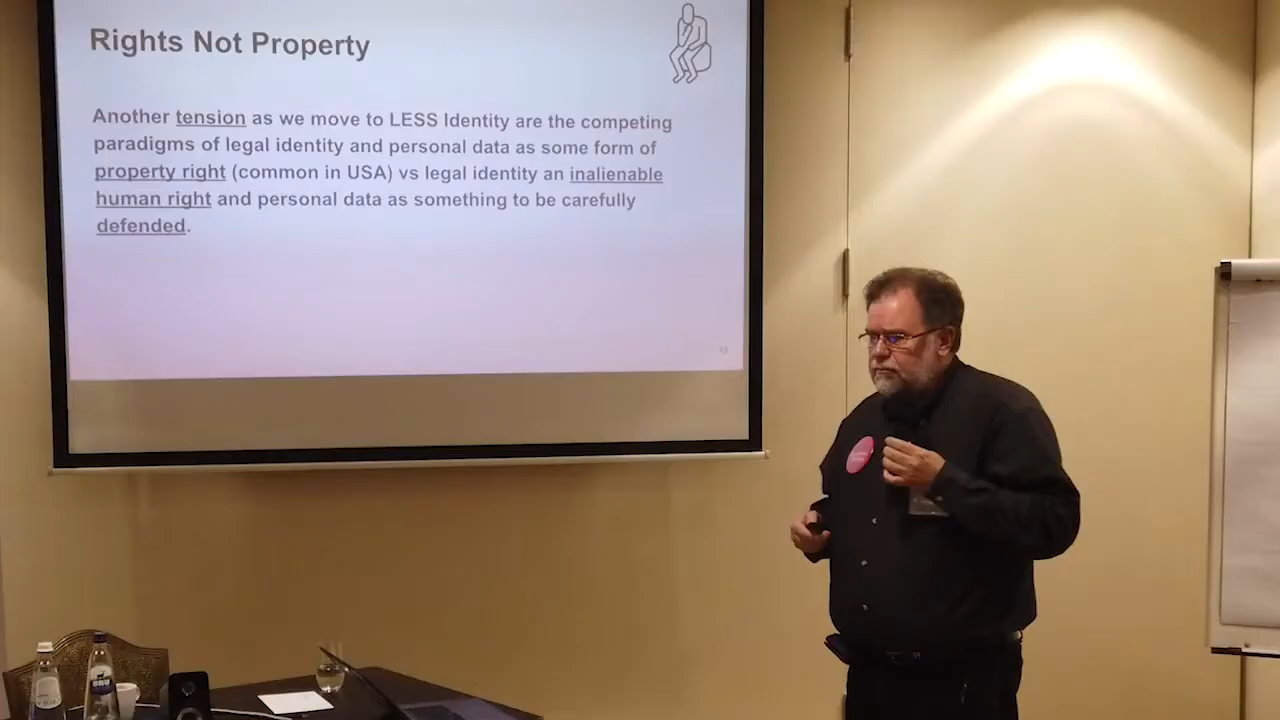 Rights Not Property
Another tension as we move to LESS Identity are the competing
paradigms of legal identity and personal data as some form of
property right (common in USA) vs legal identity an inalienable
human right and personal data as something to be carefully
defended.